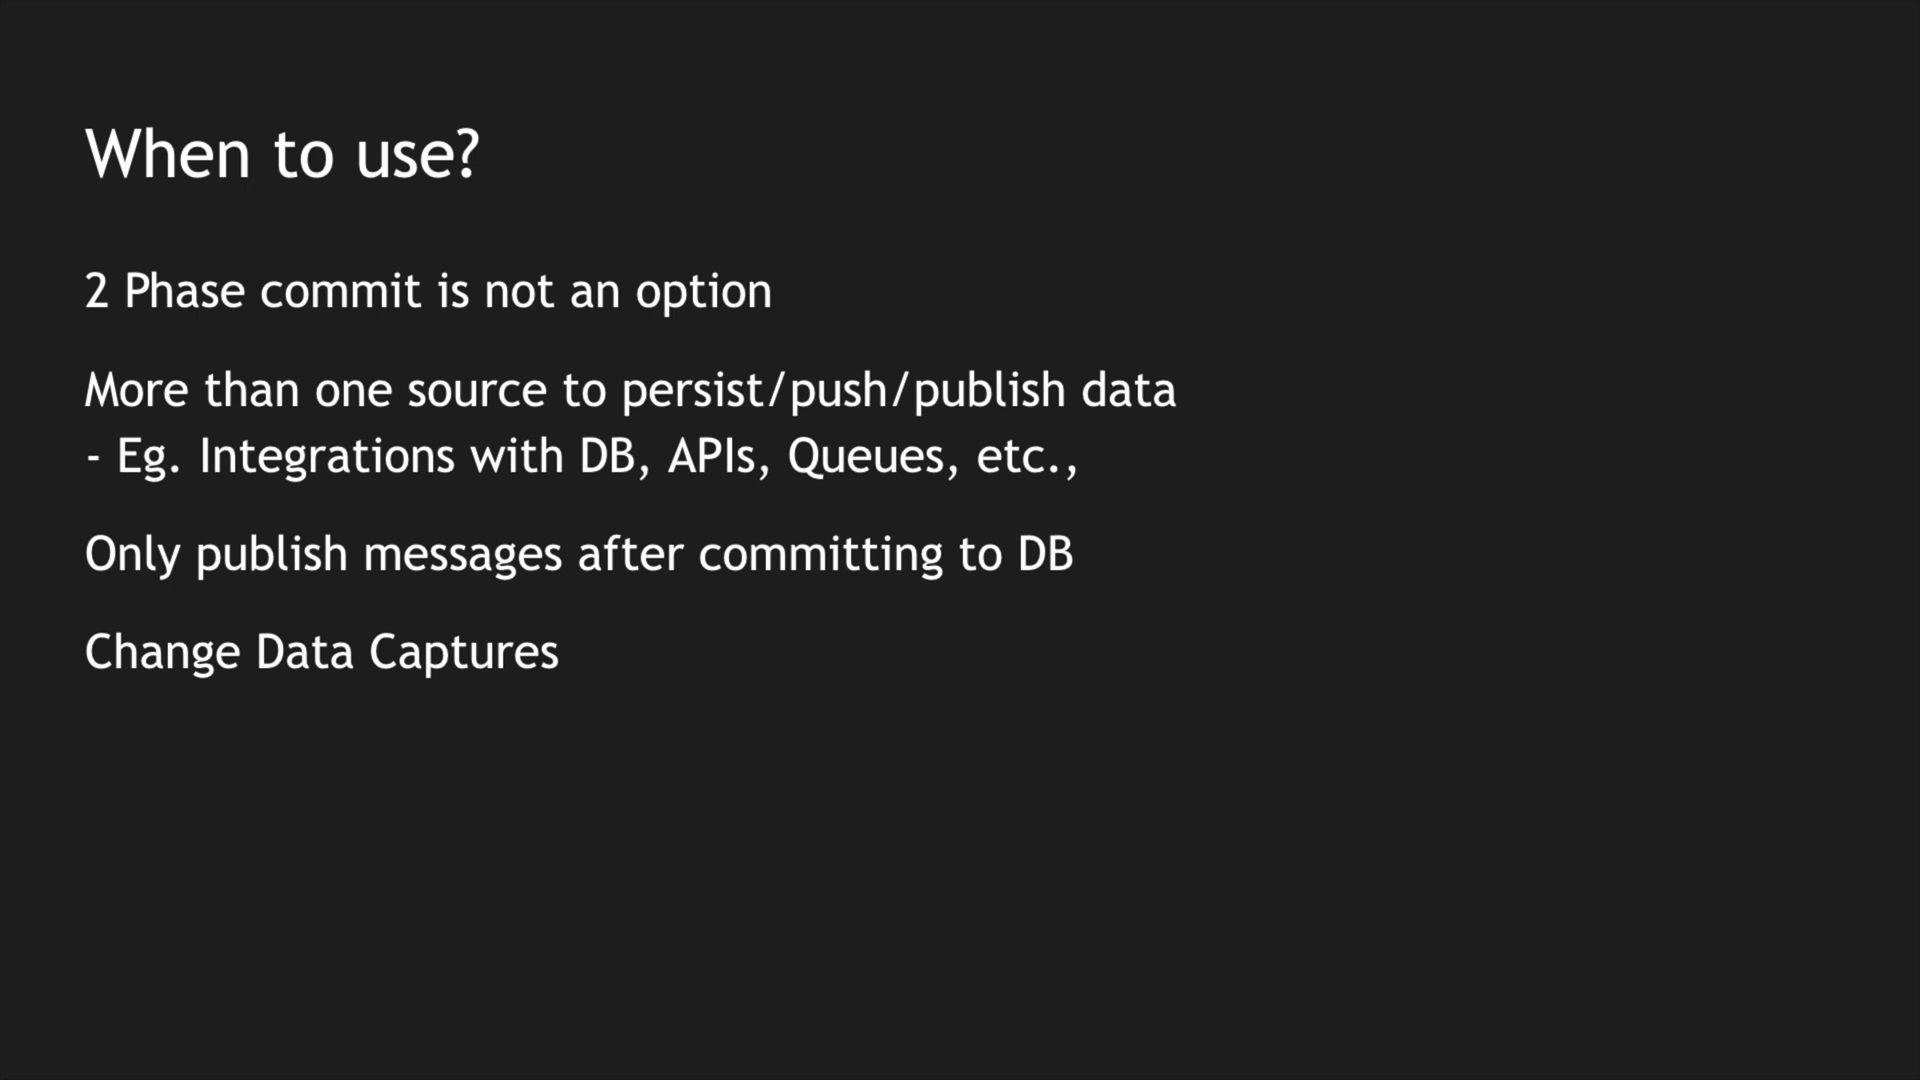 When to use?
2 Phase commit is not an option
More than one source to persist/push/publish data
- Eg. Integrations with DB, APIs, Queues, etc.,
Only publish messages after committing to DB
Change Data Captures